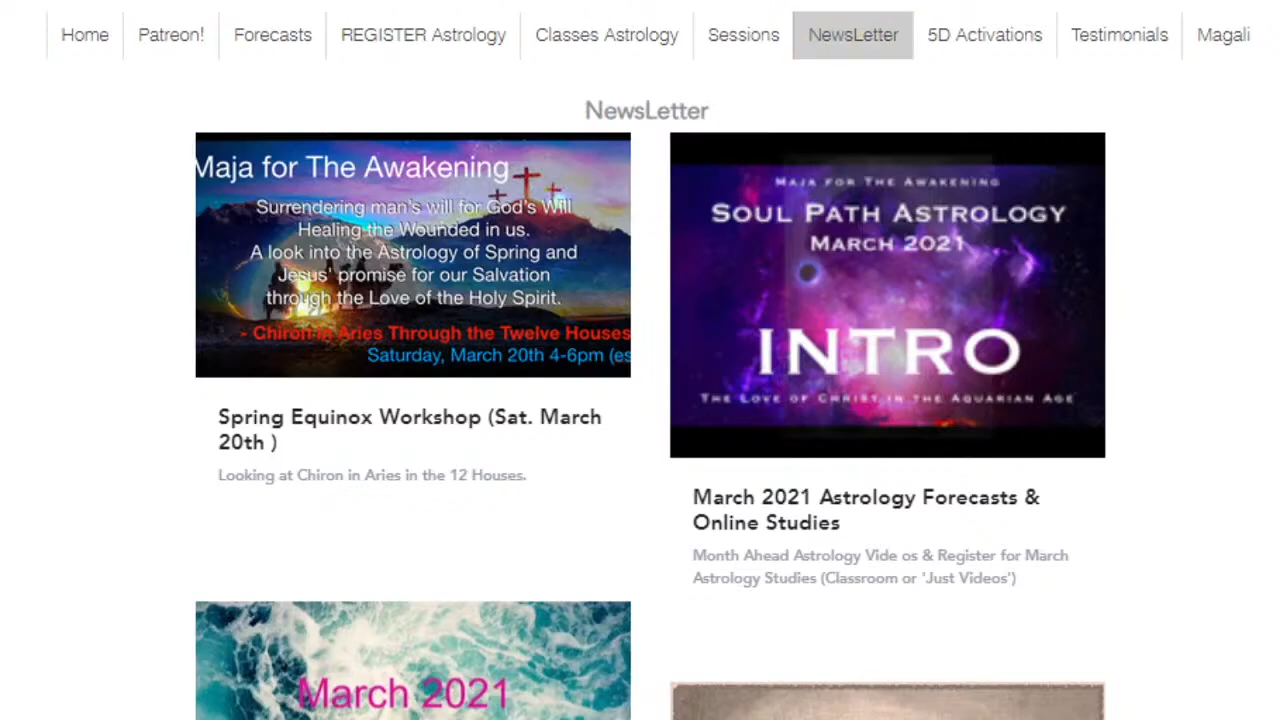 Home
Patreon!
Forecasts
REGISTER Astrology
Classes Astrology
Sessions
NewsLetter
5D Activations
Testimonials
Magali
NewsLetter
Maja for The Awakening
Surrendering man's will for God's Will
Healing the Wounded in us.
A look into the Astrology of Spring and
Jesus' promise for our Salvation
through the Love of the Holy Spirit.
- Chiron in Aries Through the Twelve Houses
Saturday, March 20th 4-6pm (es
Spring Equinox Workshop (Sat. March
20th )
Looking at Chiron in Aries in the 12 Houses.
MAJA FOR THE AWAKENING
SOUL PATH ASTROLOGY
MARCH 2021
INTRO
THE LOVE OF CHRIST IN THE AQUARIAN AGE
March 2021 Astrology Forecasts &
Online Studies
Month Ahead Astrology Vide os & Register for March
Astrology Studies (Classroom or 'Just Videos')
March 2021